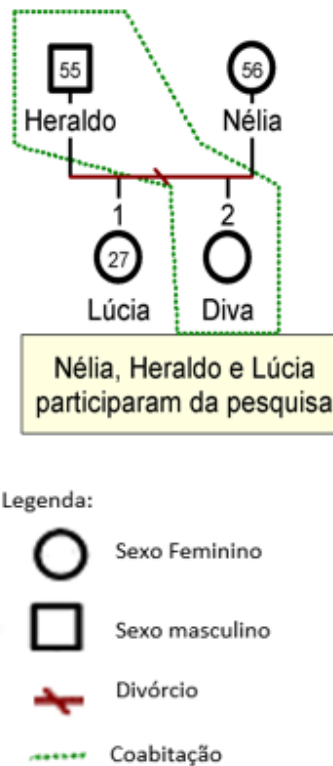 55
56
Heraldo
Nélia
1
2
27
Lúcia
Diva
Nélia, Heraldo e Lúcia
participaram da pesquisa
Legenda:
Sexo Feminino
Sexo masculino
Divórcio
Coabitação